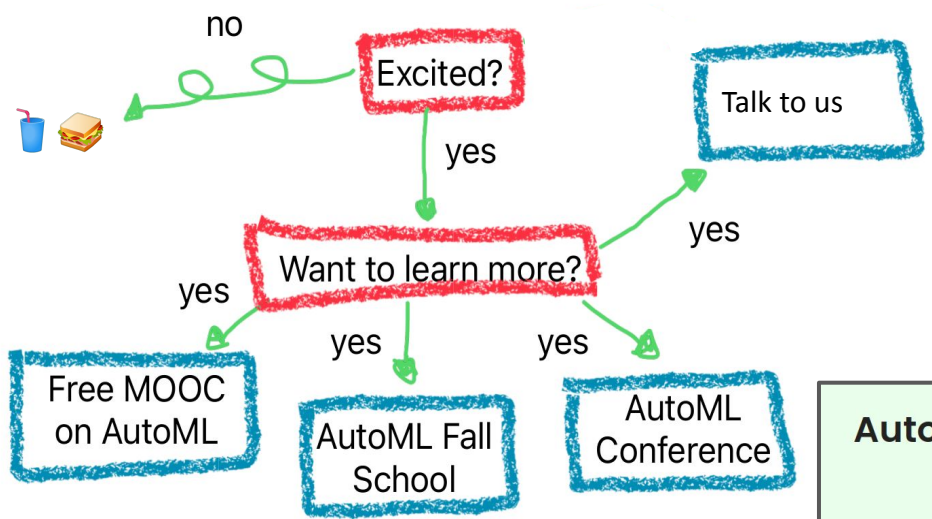 no
Excited?
Talk to us
yes
yes
Want to learn more?
yes
yes
yes
Free MOOC
on AutoML
AutoML Fall
School
AutoML
Conference
Auto